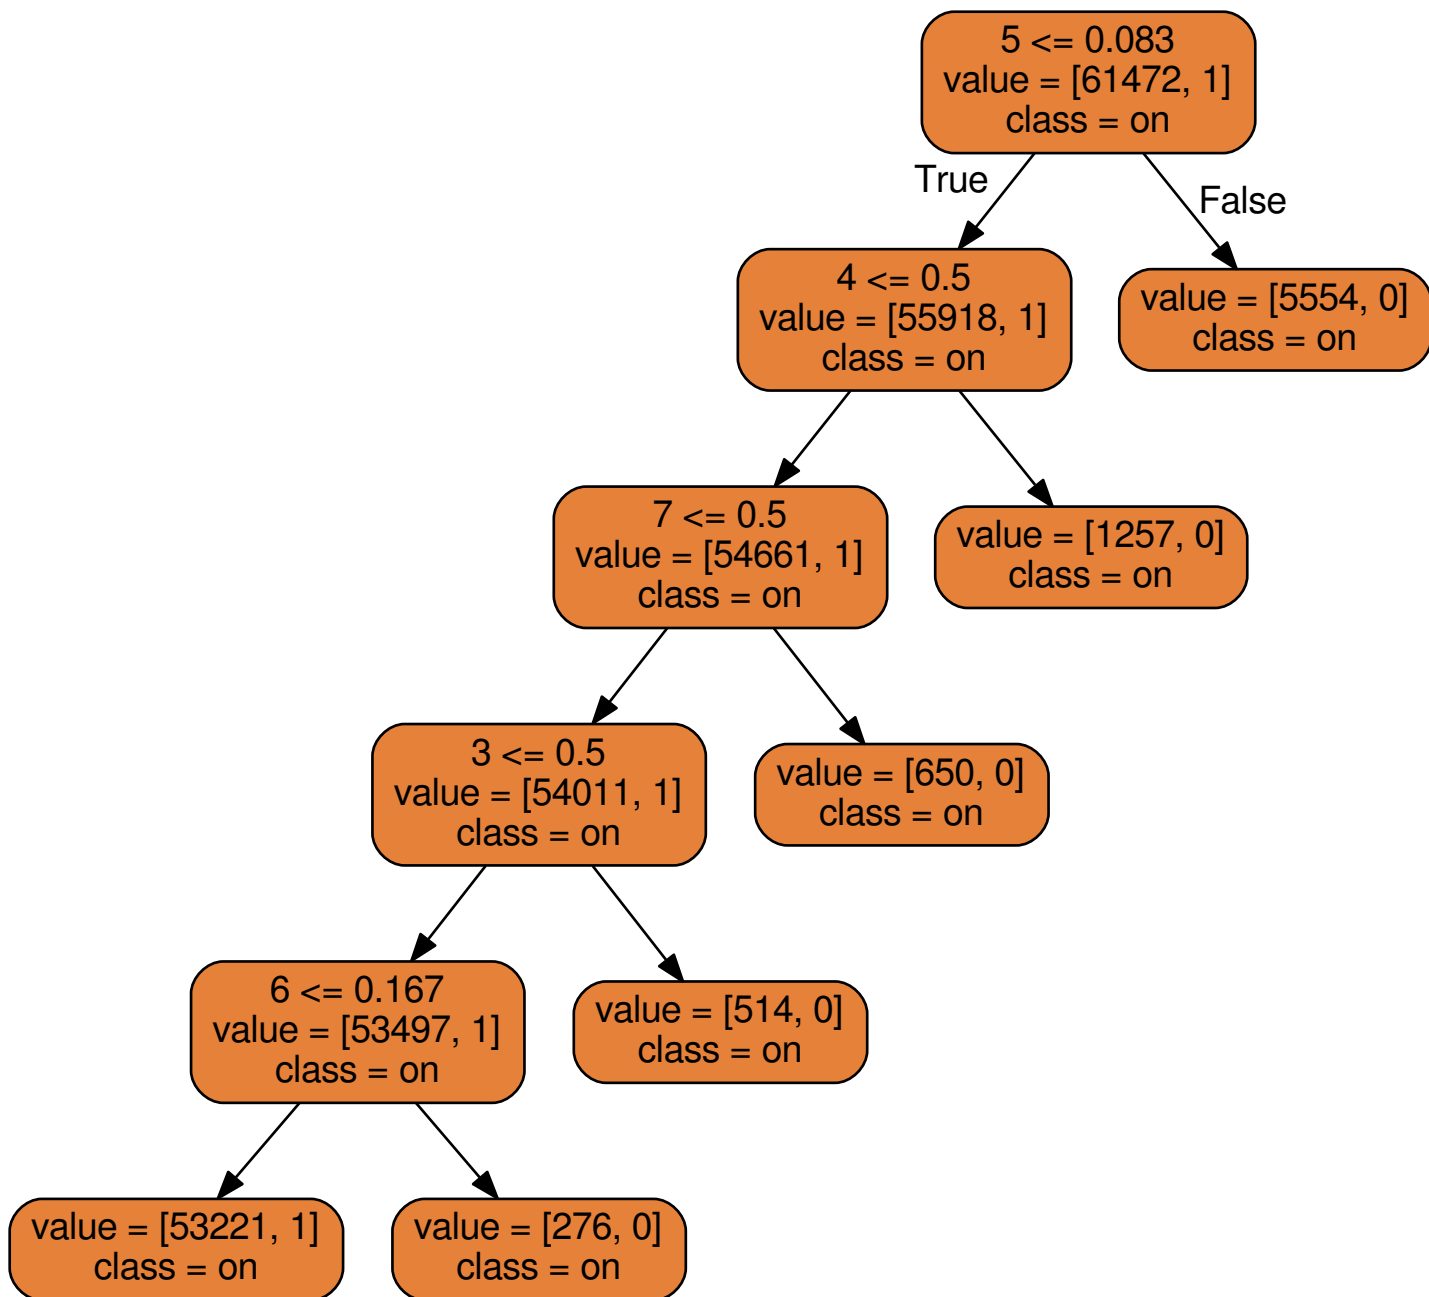 5 <= 0.083
value = [61472, 1]
class = on
True
False
4 <= 0.5
value = [55918, 1]
class = on
value = [5554, 0]
class = on
7 <= 0.5
value = [54661, 1]
class = on
value = [1257, 0]
class = on
3 <= 0.5
value = [54011, 1]
class = on
value = [650, 0]
class = on
6 <= 0.167
value = [53497, 1]
class = on
value = [514, 0]
class = on
value = [53221, 1]
class = on
value = [276, 0]
class = on